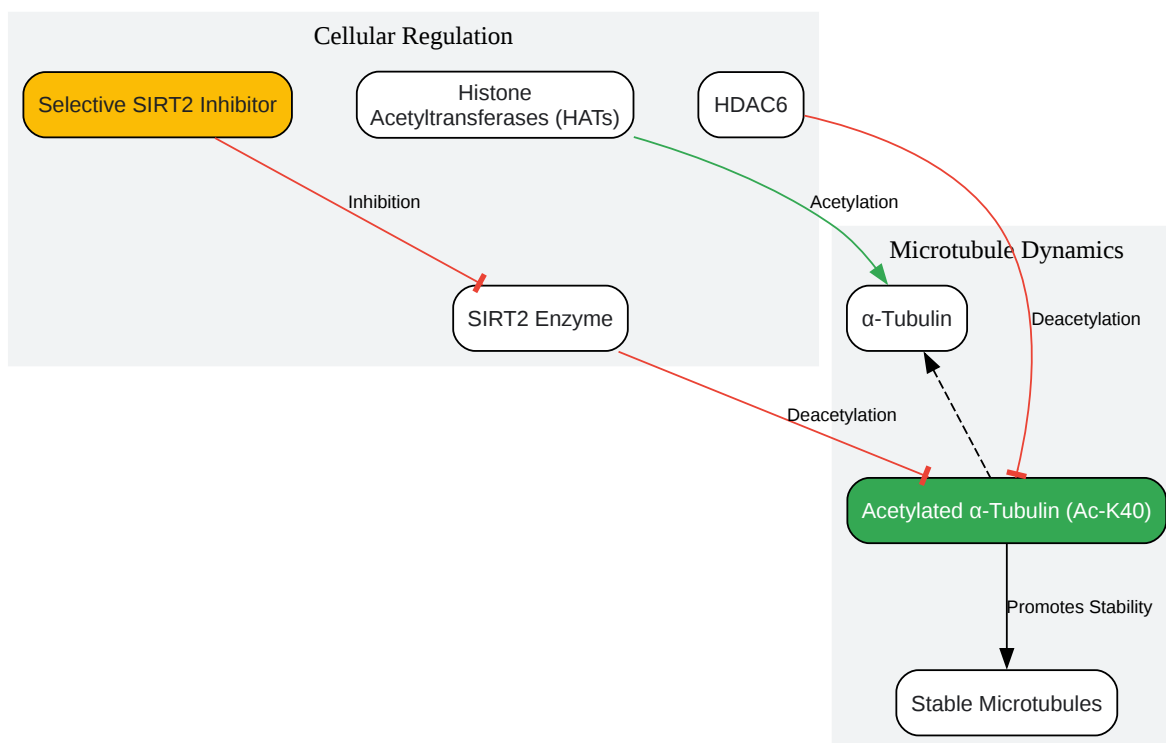 Cellular Regulation
Selective SIRT2 Inhibitor
Histone
Acetyltransferases (HATs)
HDAC6
Inhibition
Acetylation
Microtubule Dynamics
SIRT2 Enzyme
α-Tubulin
Deacetylation
Deacetylation
Acetylated α-Tubulin (Ac-K40)
Promotes Stability
Stable Microtubules